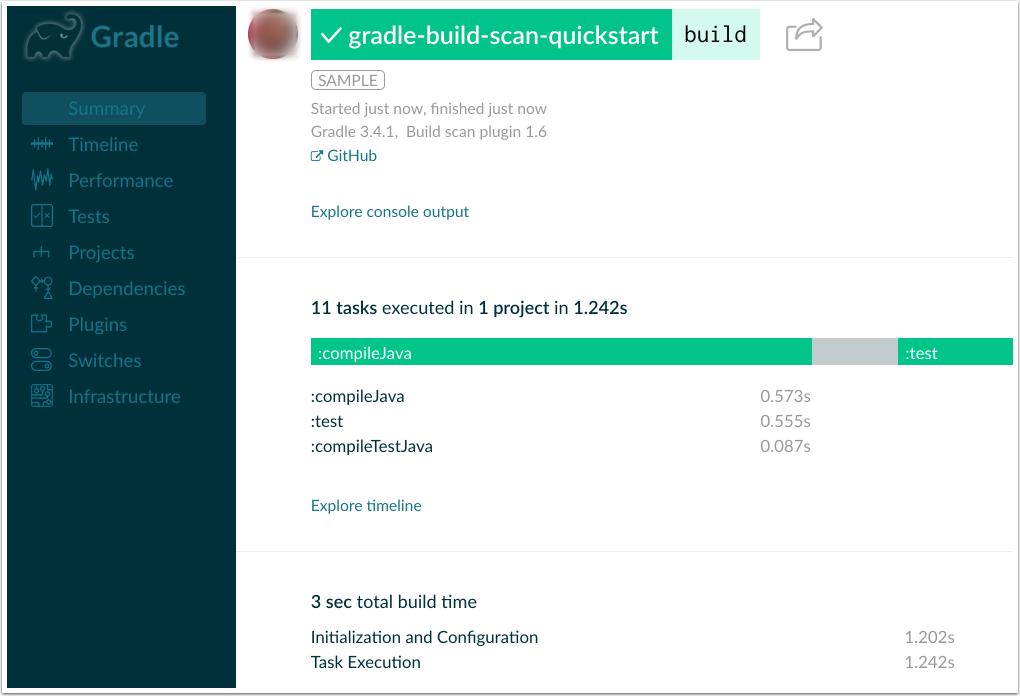 Gradle
Summary
Timeline
Performance
Tests
Projects
Dependencies
Plugins
Switches
Infrastructure
gradle-build-scan-quickstart build
SAMPLE
Started just now, finished just now
Gradle 3.4.1, Build scan plugin 1.6
GitHub
Explore console output
11 tasks executed in 1 project in 1.242s
:compileJava :test
:compileJava 0.573s
:test 0.555s
:compileTestJava 0.087s
Explore timeline
3 sec total build time
Initialization and Configuration 1.202s
Task Execution 1.242s